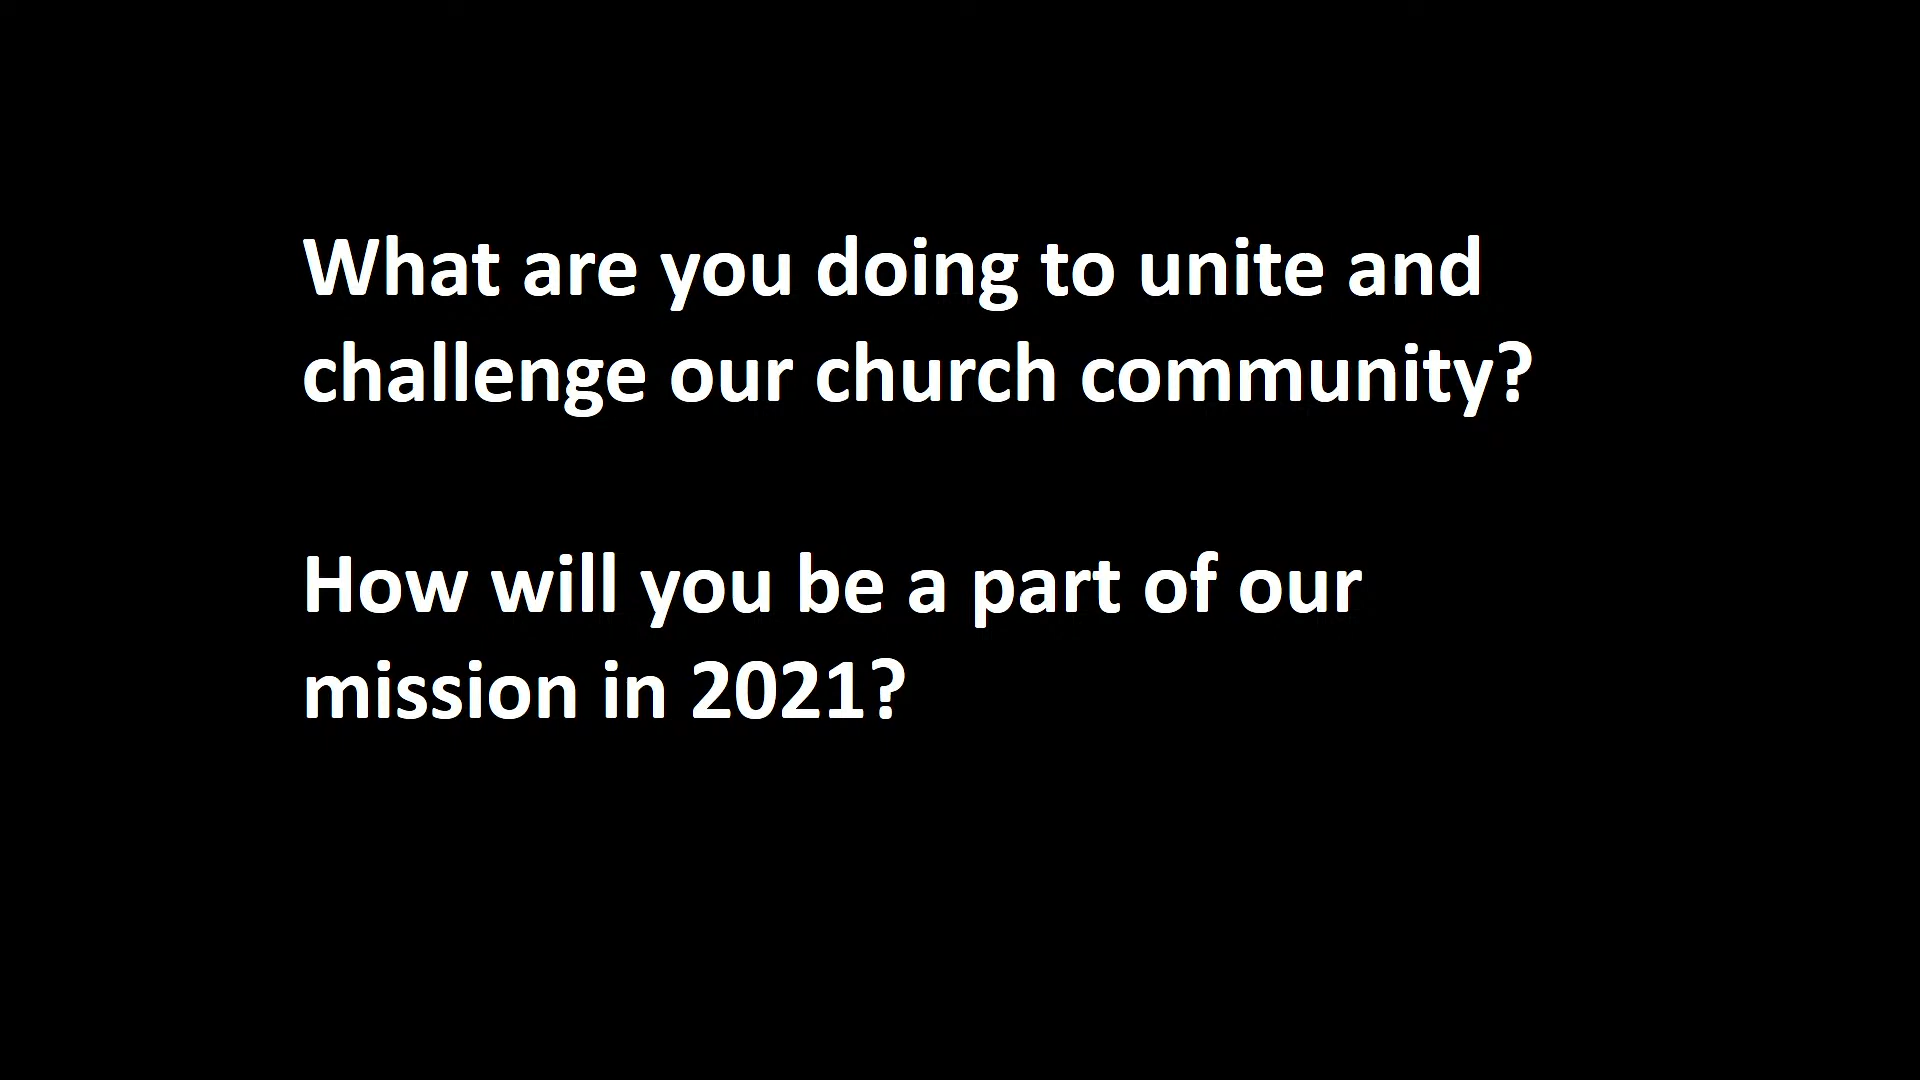 What are you doing to unite and
challenge our church community?
How will you be a part of our
mission in 2021?